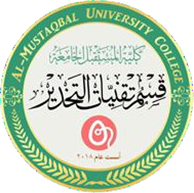 AL-MUSTAQBAL UNIVERSITY COLLEGE
كلية المستقبل الجامعة
قسم تقنيات التخدير
أسست عام ٢٠١٨